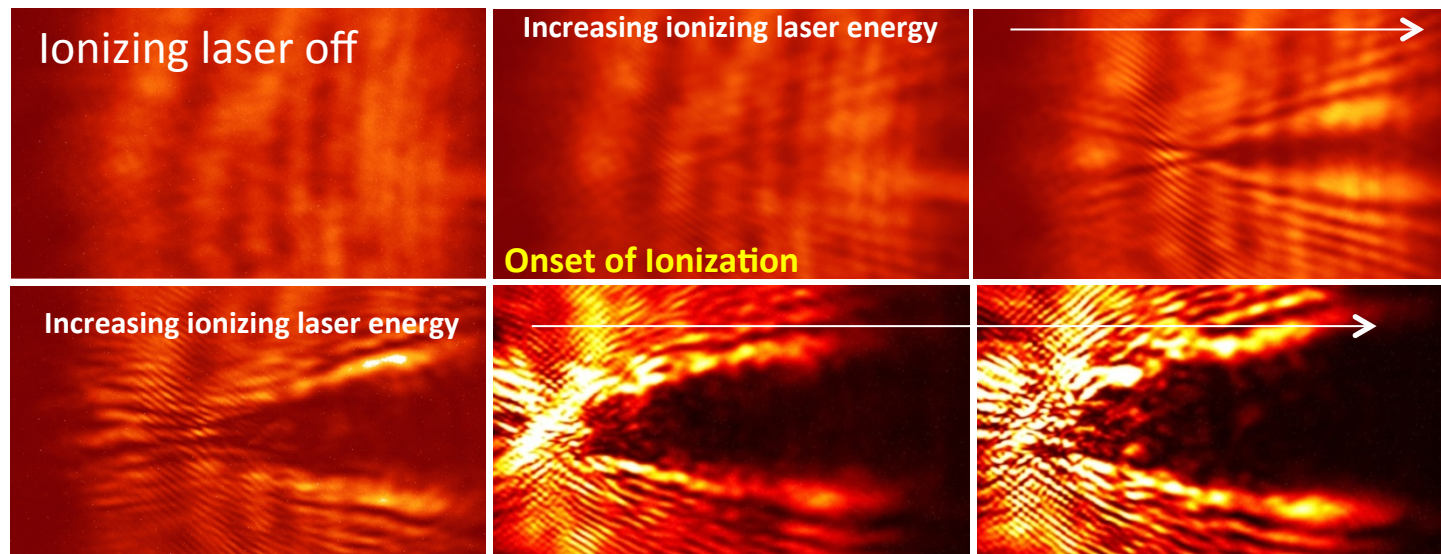 Ionizing laser off
Increasing ionizing laser energy
Onset of Ionization
Increasing ionizing laser energy